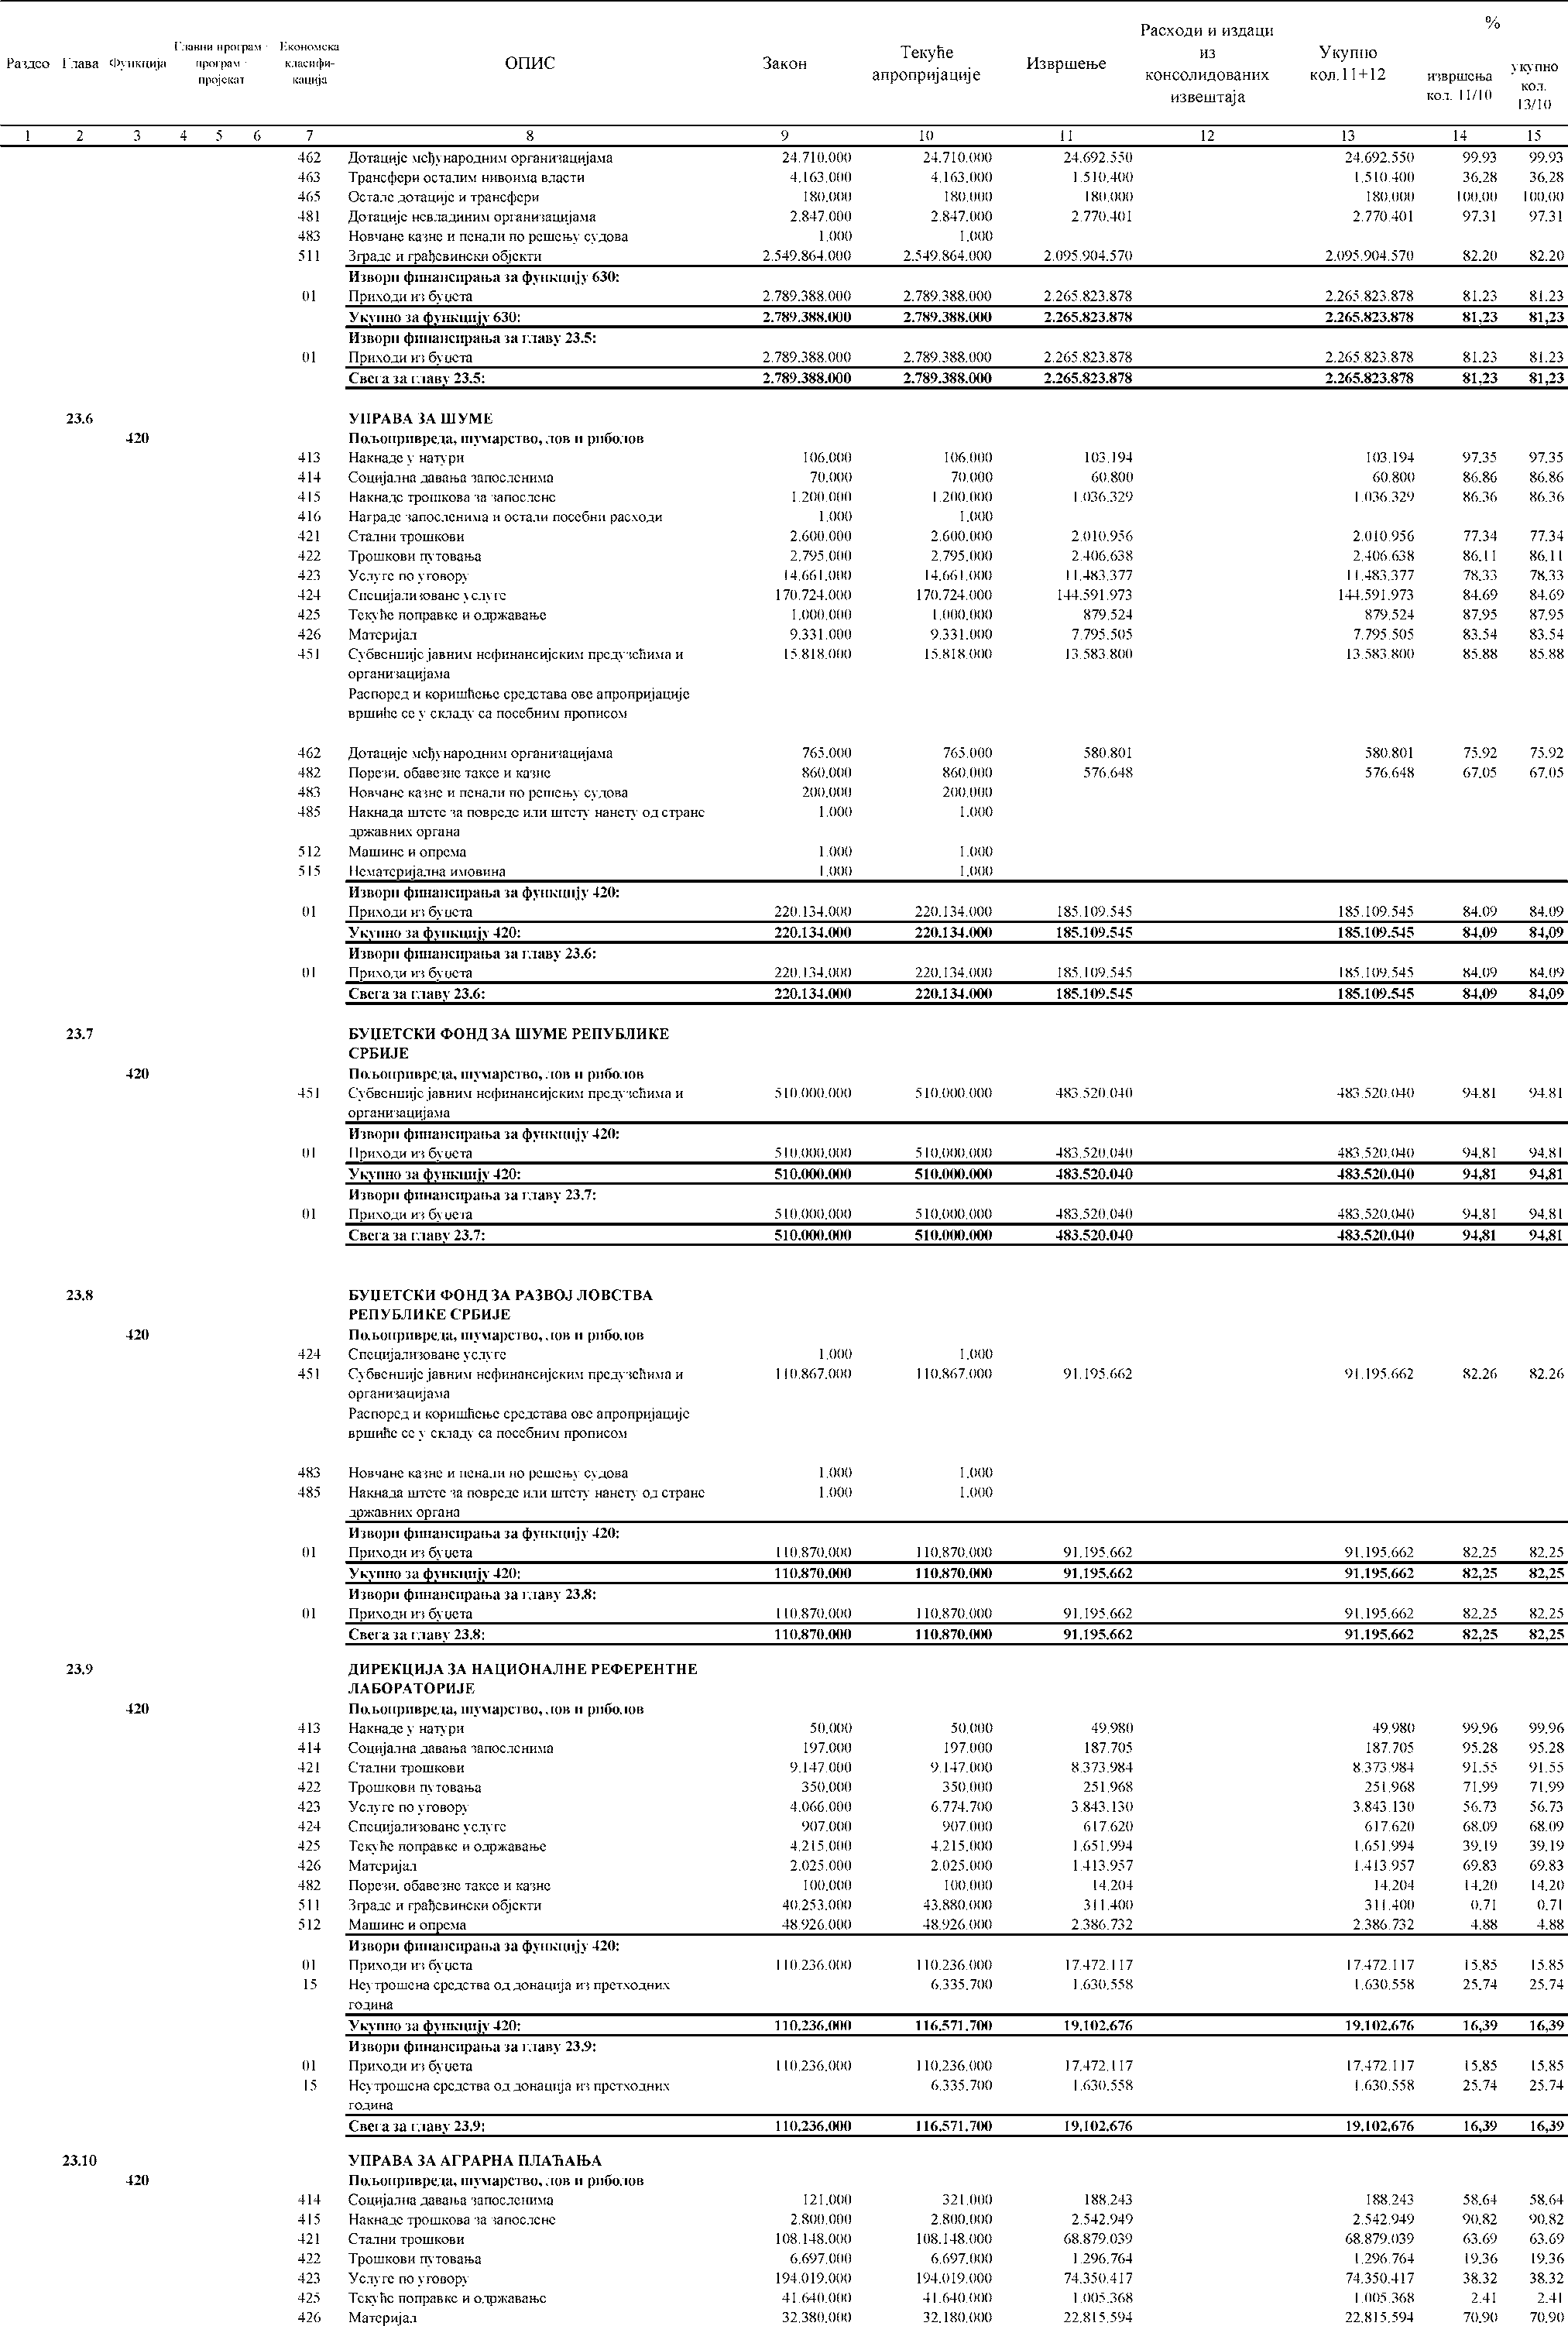 Раздео Глава Функција Главни програм - програм - пројекат Економска класифи-кација ОПИС Закон Текуће апропријације Извршење Расходи и издаци из консолидованих извештаја Укупно кол.11+12 % извршења кол. 11/10 укупно кол. 13/10
1 2 3 4 5 6 7 8 9 10 11 12 13 14 15
462 Дотације међународним организацијама 24.710.000 24.710.000 24.692.550 24.692.550 99,93 99,93
463 Трансфери осталим нивоима власти 4.163.000 4.163.000 1.510.400 1.510.400 36,28 36,28
465 Остале дотације и трансфери 180.000 180.000 180.000 180.000 100,00 100,00
481 Дотације невладиним организацијама 2.847.000 2.847.000 2.770.401 2.770.401 97,31 97,31
483 Новчане казне и пенали по решењу судова 1.000 1.000
511 Зграде и грађевински објекти 2.549.864.000 2.549.864.000 2.095.904.570 2.095.904.570 82,20 82,20
Извори финансирања за функцију 630:
01 Приходи из буџета 2.789.388.000 2.789.388.000 2.265.823.878 2.265.823.878 81,23 81,23
Укупно за функцију 630: 2.789.388.000 2.789.388.000 2.265.823.878 2.265.823.878 81,23 81,23
Извори финансирања за главу 23.5:
01 Приходи из буџета 2.789.388.000 2.789.388.000 2.265.823.878 2.265.823.878 81,23 81,23
Свега за главу 23.5: 2.789.388.000 2.789.388.000 2.265.823.878 2.265.823.878 81,23 81,23
23.6 УПРАВА ЗА ШУМЕ
420 Пољопривреда, шумарство, лов и риболов
413 Накнаде у натури 106.000 106.000 103.194 103.194 97,35 97,35
414 Социјална давања запосленима 70.000 70.000 60.800 60.800 86,86 86,86
415 Накнаде трошкова за запослене 1.200.000 1.200.000 1.036.329 1.036.329 86,36 86,36
416 Награде запосленима и остали посебни расходи 1.000 1.000
421 Стални трошкови 2.600.000 2.600.000 2.010.956 2.010.956 77,34 77,34
422 Трошкови путовања 2.795.000 2.795.000 2.406.638 2.406.638 86,11 86,11
423 Услуге по уговору 14.661.000 14.661.000 11.483.377 11.483.377 78,33 78,33
424 Специјализоване услуге 170.724.000 170.724.000 144.591.973 144.591.973 84,69 84,69
425 Текуће поправке и одржавање 1.000.000 1.000.000 879.524 879.524 87,95 87,95
426 Материјал 9.331.000 9.331.000 7.795.505 7.795.505 83,54 83,54
451 Субвенције јавним нефинансијским предузећима и 15.818.000 15.818.000 13.583.800 13.583.800 85,88 85,88
организацијама
Распоред и коришћење средстава ове апропријације
вршиће се у складу са посебним прописом
462 Дотације међународним организацијама 765.000 765.000 580.801 580.801 75,92 75,92
482 Порези, обавезне таксе и казне 860.000 860.000 576.648 576.648 67,05 67,05
483 Новчане казне и пенали по решењу судова 200.000 200.000
485 Накнада штете за повреде или штету нанету од стране 1.000 1.000
државних органа
512 Машине и опрема 1.000 1.000
515 Нематеријална имовина 1.000 1.000
Извори финансирања за функцију 420:
01 Приходи из буџета 220.134.000 220.134.000 185.109.545 185.109.545 84,09 84,09
Укупно за функцију 420: 220.134.000 220.134.000 185.109.545 185.109.545 84,09 84,09
Извори финансирања за главу 23.6:
01 Приходи из буџета 220.134.000 220.134.000 185.109.545 185.109.545 84,09 84,09
Свега за главу 23.6: 220.134.000 220.134.000 185.109.545 185.109.545 84,09 84,09
23.7 БУЏЕТСКИ ФОНД ЗА ШУМЕ РЕПУБЛИКЕ
СРБИЈЕ
420 Пољопривреда, шумарство, лов и риболов
451 Субвенције јавним нефинансијским предузећима и 510.000.000 510.000.000 483.520.040 483.520.040 94,81 94,81
организацијама
Извори финансирања за функцију 420:
01 Приходи из буџета 510.000.000 510.000.000 483.520.040 483.520.040 94,81 94,81
Укупно за функцију 420: 510.000.000 510.000.000 483.520.040 483.520.040 94,81 94,81
Извори финансирања за главу 23.7:
01 Приходи из буџета 510.000.000 510.000.000 483.520.040 483.520.040 94,81 94,81
Свега за главу 23.7: 510.000.000 510.000.000 483.520.040 483.520.040 94,81 94,81
23.8 БУЏЕТСКИ ФОНД ЗА РАЗВОЈ ЛОВСТВА
РЕПУБЛИКЕ СРБИЈЕ
420 Пољопривреда, шумарство, лов и риболов
424 Специјализоване услуге 1.000 1.000
451 Субвенције јавним нефинансијским предузећима и 110.867.000 110.867.000 91.195.662 91.195.662 82,26 82,26
организацијама
Распоред и коришћење средстава ове апропријације
вршиће се у складу са посебним прописом
483 Новчане казне и пенали по решењу судова 1.000 1.000
485 Накнада штете за повреде или штету нанету од стране 1.000 1.000
државних органа
Извори финансирања за функцију 420:
01 Приходи из буџета 110.870.000 110.870.000 91.195.662 91.195.662 82,25 82,25
Укупно за функцију 420: 110.870.000 110.870.000 91.195.662 91.195.662 82,25 82,25
Извори финансирања за главу 23.8:
01 Приходи из буџета 110.870.000 110.870.000 91.195.662 91.195.662 82,25 82,25
Свега за главу 23.8: 110.870.000 110.870.000 91.195.662 91.195.662 82,25 82,25
23.9 ДИРЕКЦИЈА ЗА НАЦИОНАЛНЕ РЕФЕРЕНТНЕ
ЛАБОРАТОРИЈЕ
420 Пољопривреда, шумарство, лов и риболов
413 Накнаде у натури 50.000 50.000 49.980 49.980 99,96 99,96
414 Социјална давања запосленима 197.000 197.000 187.705 187.705 95,28 95,28
421 Стални трошкови 9.147.000 9.147.000 8.373.984 8.373.984 91,55 91,55
422 Трошкови путовања 350.000 350.000 251.968 251.968 71,99 71,99
423 Услуге по уговору 4.066.000 6.774.700 3.843.130 3.843.130 56,73 56,73
424 Специјализоване услуге 907.000 907.000 617.620 617.620 68,09 68,09
425 Текуће поправке и одржавање 4.215.000 4.215.000 1.651.994 1.651.994 39,19 39,19
426 Материјал 2.025.000 2.025.000 1.413.957 1.413.957 69,83 69,83
482 Порези, обавезне таксе и казне 100.000 100.000 14.204 14.204 14,20 14,20
511 Зграде и грађевински објекти 40.253.000 43.880.000 311.400 311.400 0,71 0,71
512 Машине и опрема 48.926.000 48.926.000 2.386.732 2.386.732 4,88 4,88
Извори финансирања за функцију 420:
01 Приходи из буџета 110.236.000 110.236.000 17.472.117 17.472.117 15,85 15,85
15 Неутрошена средства од донација из претходних 6.335.700 1.630.558 1.630.558 25,74 25,74
година
Укупно за функцију 420: 110.236.000 116.571.700 19.102.676 19.102.676 16,39 16,39
Извори финансирања за главу 23.9:
01 Приходи из буџета 110.236.000 110.236.000 17.472.117 17.472.117 15,85 15,85
15 Неутрошена средства од донација из претходних 6.335.700 1.630.558 1.630.558 25,74 25,74
година
Свега за главу 23.9: 110.236.000 116.571.700 19.102.676 19.102.676 16,39 16,39
23.10 УПРАВА ЗА АГРАРНА ПЛАЋАЊА
420 Пољопривреда, шумарство, лов и риболов
414 Социјална давања запосленима 121.000 321.000 188.243 188.243 58,64 58,64
415 Накнаде трошкова за запослене 2.800.000 2.800.000 2.542.949 2.542.949 90,82 90,82
421 Стални трошкови 108.148.000 108.148.000 68.879.039 68.879.039 63,69 63,69
422 Трошкови путовања 6.697.000 6.697.000 1.296.764 1.296.764 19,36 19,36
423 Услуге по уговору 194.019.000 194.019.000 74.350.417 74.350.417 38,32 38,32
425 Текуће поправке и одржавање 41.640.000 41.640.000 1.005.368 1.005.368 2,41 2,41
426 Материјал 32.380.000 32.180.000 22.815.594 22.815.594 70,90 70,90